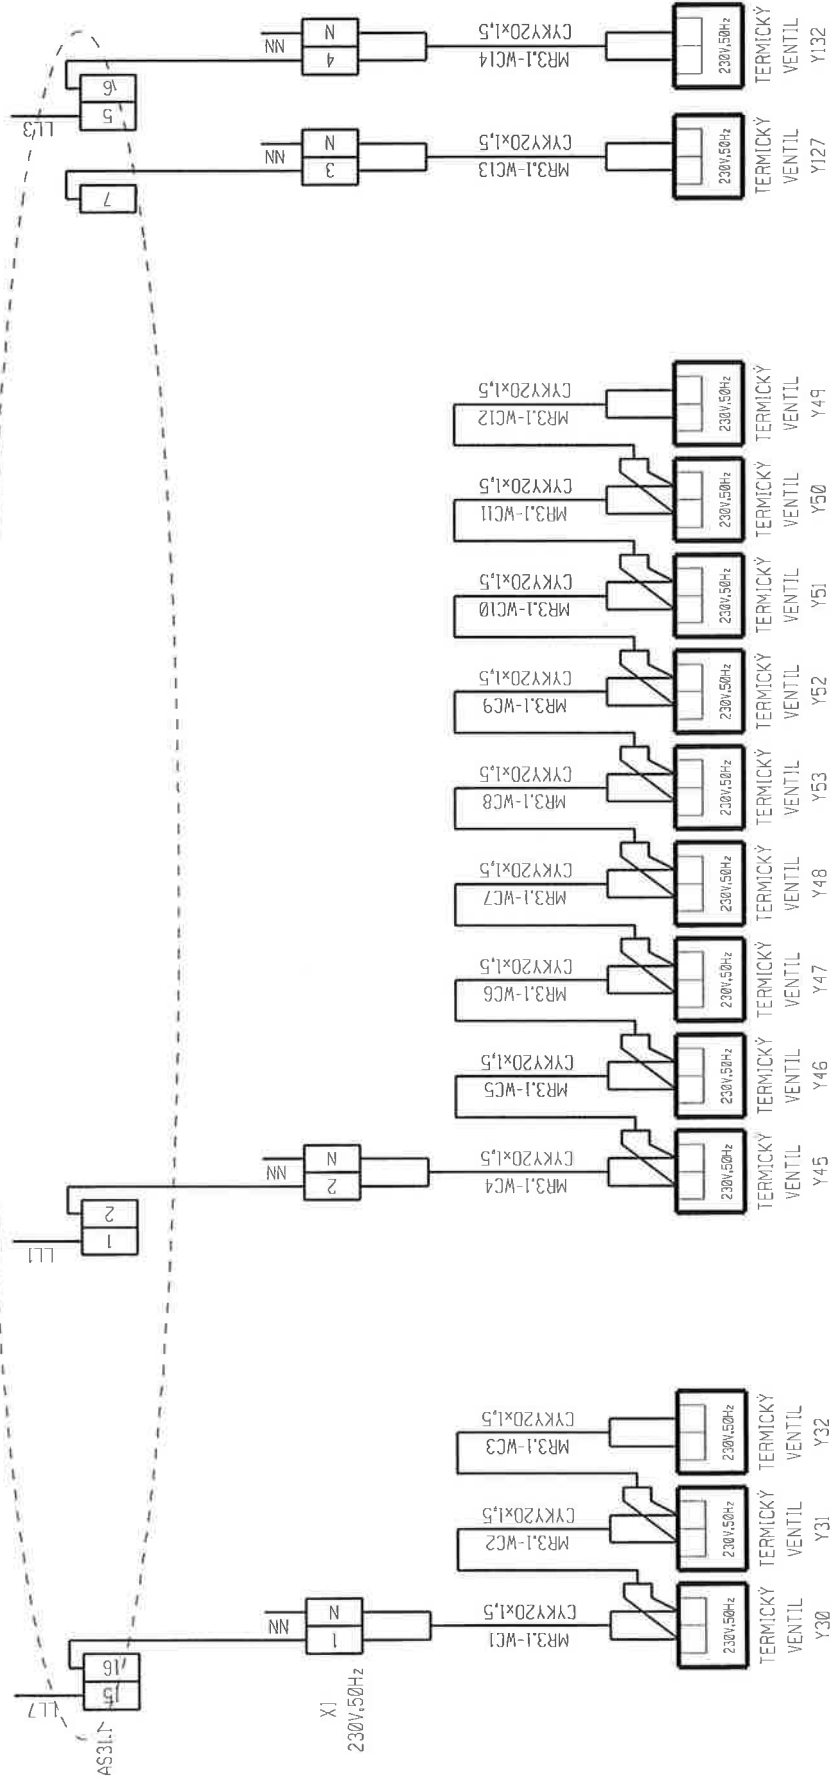 AS31.1
LL7
15
16
X1
230V,50Hz
1
N
NN
MR3.1-WC1
CYKY2Ox1,5
230V,50Hz
TERMICKÝ
VENTIL
Y30
MR3.1-WC2
CYKY2Ox1,5
230V,50Hz
TERMICKÝ
VENTIL
Y31
MR3.1-WC3
CYKY2Ox1,5
230V,50Hz
TERMICKÝ
VENTIL
Y32
LL1
1
2
2
N
NN
MR3.1-WC4
CYKY2Ox1,5
230V,50Hz
TERMICKÝ
VENTIL
Y45
MR3.1-WC5
CYKY2Ox1,5
230V,50Hz
TERMICKÝ
VENTIL
Y46
MR3.1-WC6
CYKY2Ox1,5
230V,50Hz
TERMICKÝ
VENTIL
Y47
MR3.1-WC7
CYKY2Ox1,5
230V,50Hz
TERMICKÝ
VENTIL
Y48
MR3.1-WC8
CYKY2Ox1,5
230V,50Hz
TERMICKÝ
VENTIL
Y53
MR3.1-WC9
CYKY2Ox1,5
230V,50Hz
TERMICKÝ
VENTIL
Y52
MR3.1-WC10
CYKY2Ox1,5
230V,50Hz
TERMICKÝ
VENTIL
Y51
MR3.1-WC11
CYKY2Ox1,5
230V,50Hz
TERMICKÝ
VENTIL
Y50
MR3.1-WC12
CYKY2Ox1,5
230V,50Hz
TERMICKÝ
VENTIL
Y49
7
3
N
NN
MR3.1-WC13
CYKY2Ox1,5
230V,50Hz
TERMICKÝ
VENTIL
Y127
LL3
5
6
4
N
NN
MR3.1-WC14
CYKY2Ox1,5
230V,50Hz
TERMICKÝ
VENTIL
Y132